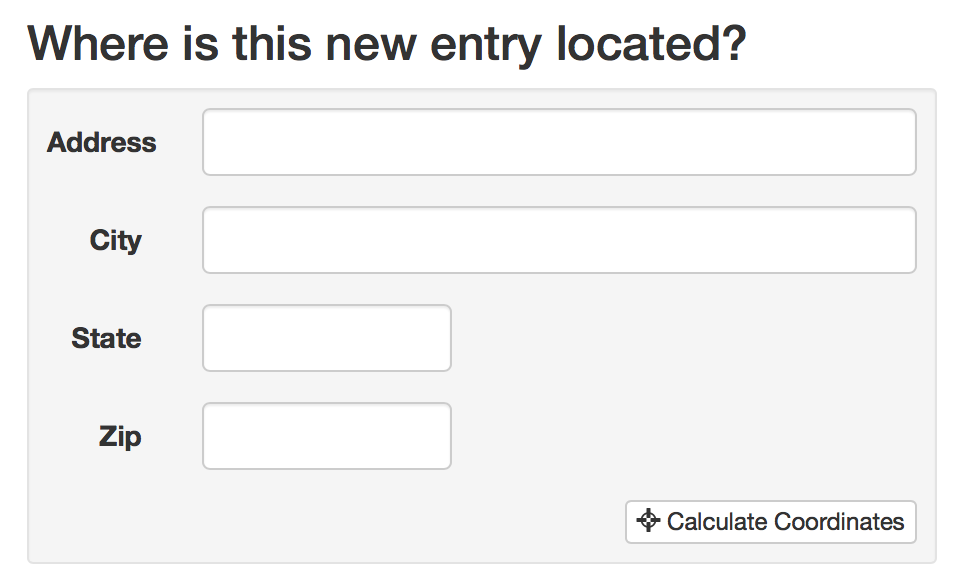 Where is this new entry located?
Address
City
State
Zip
Calculate Coordinates